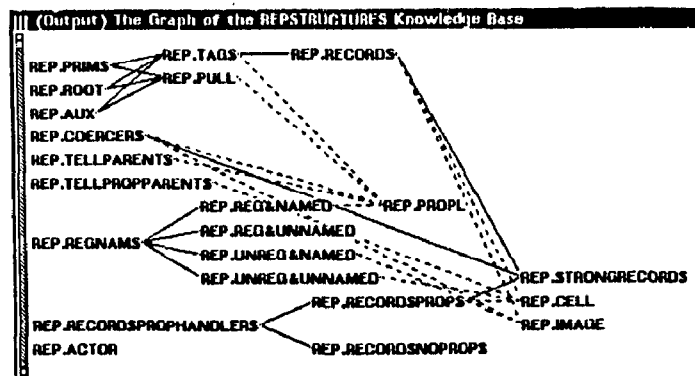 (Output) The Graph of the REPSTRUCTURES Knowledge Base
REP.TAGS REP.RECORDS
REP.PRIMS
REP.PULL
REP.ROOT
REP.AUX
REP.COERCERS
REP.TELLPARENTS
REP.TELLPROPPARENTS
REP.REG&NAMED REP.PROPL
REP.REG&UNNAMED
REP.REGNAMS
REP.UNREG&NAMED
REP.UNREG&UNNAMED REP.STRONGRECORDS
REP.RECORDSPROPS REP.CELL
REP.RECORDSPROPHANDLERS REP.IMAGE
REP.ACTOR REP.RECORDSNOPROPS